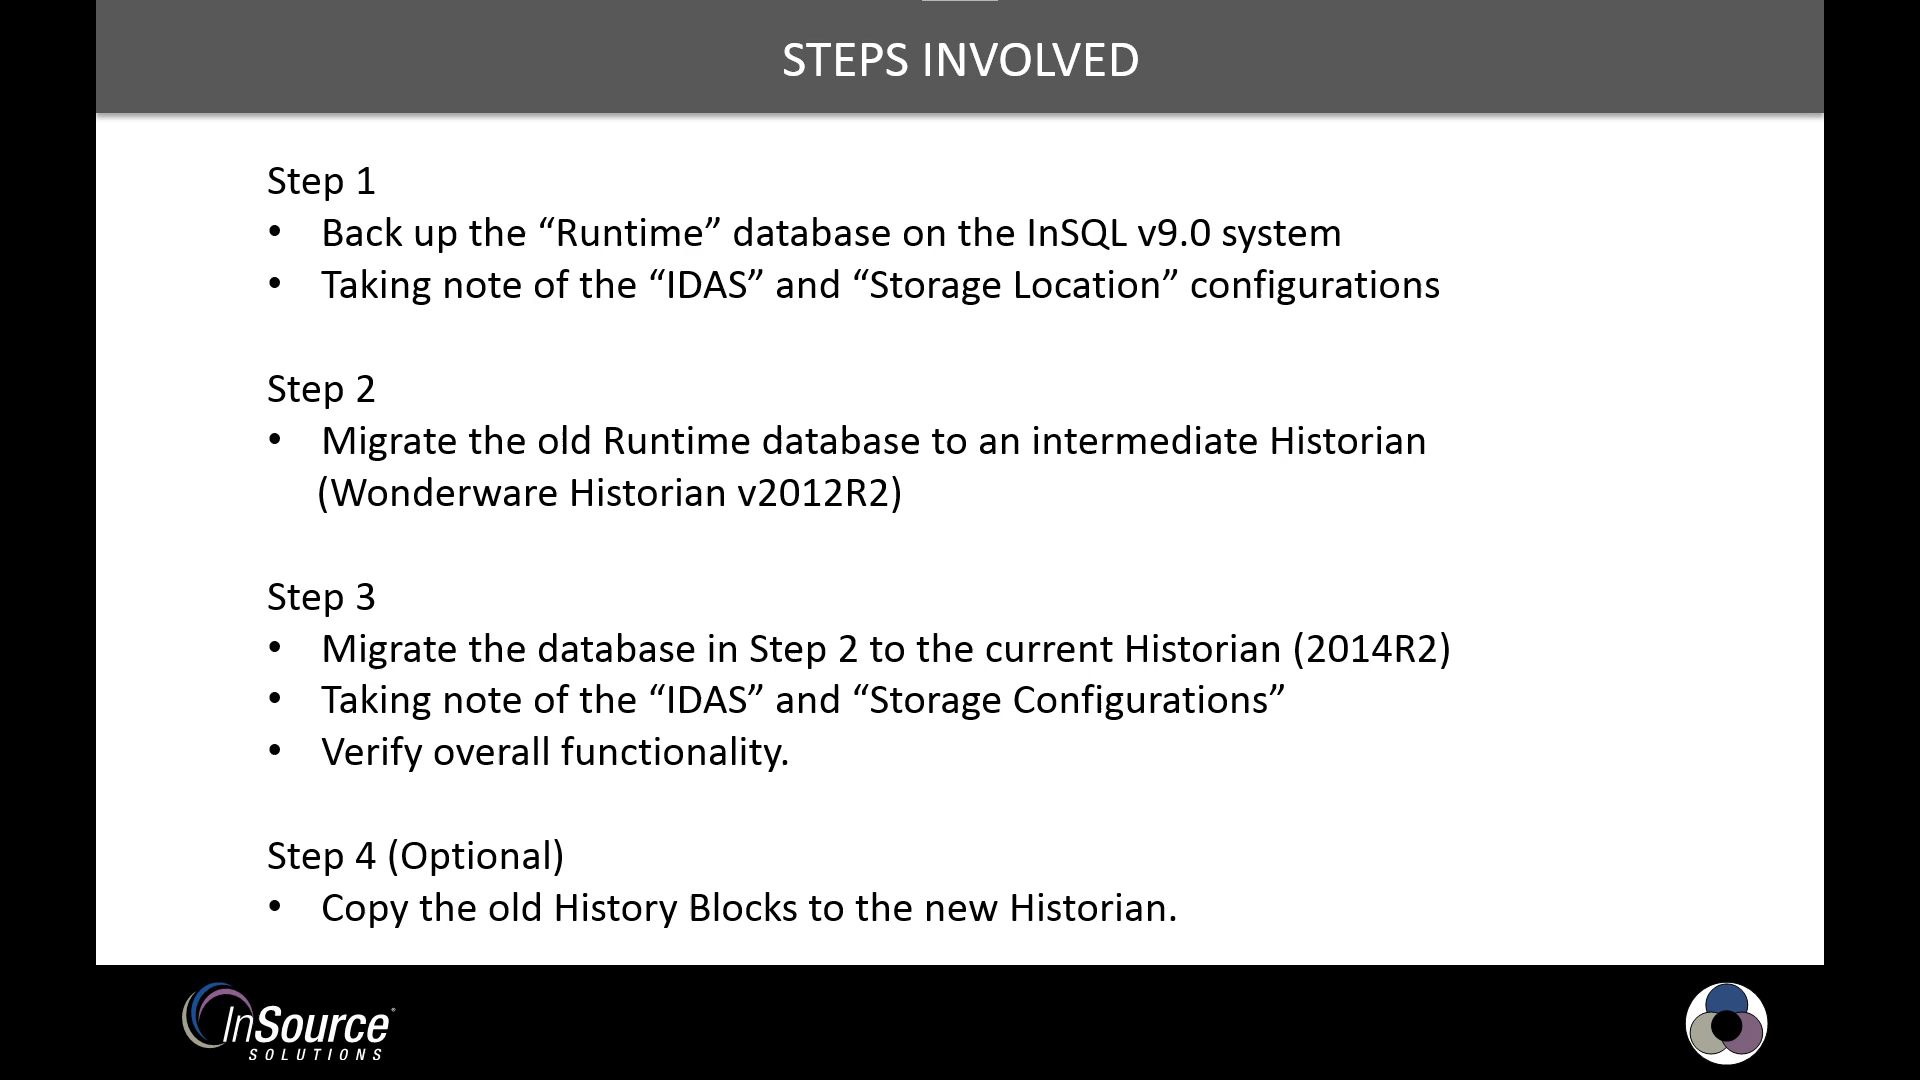 STEPS INVOLVED
Step 1
• Back up the “Runtime” database on the InSQL v9.0 system
• Taking note of the “IDAS” and “Storage Location” configurations
Step 2
• Migrate the old Runtime database to an intermediate Historian
(Wonderware Historian v2012R2)
Step 3
• Migrate the database in Step 2 to the current Historian (2014R2)
• Taking note of the “IDAS” and “Storage Configurations”
• Verify overall functionality.
Step 4 (Optional)
• Copy the old History Blocks to the new Historian.
InSource
SOLUTIONS